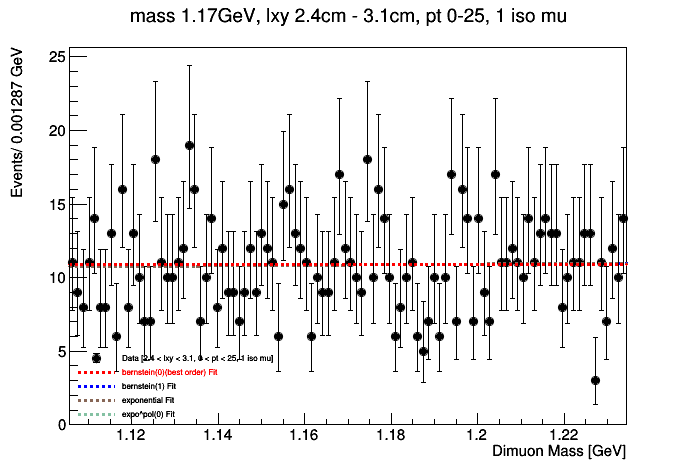 mass 1.17GeV, lxy 2.4cm - 3.1cm, pt 0-25, 1 iso mu
Events/ 0.001287 GeV
25
20
15
10
5
0
Data [2.4 < lxy < 3.1, 0 < pt < 25, 1 iso mu]
bernstein(0)(best order) Fit
bernstein(1) Fit
exponential Fit
expo*pol(0) Fit
1.12 1.14 1.16 1.18 1.2 1.22
Dimuon Mass [GeV]